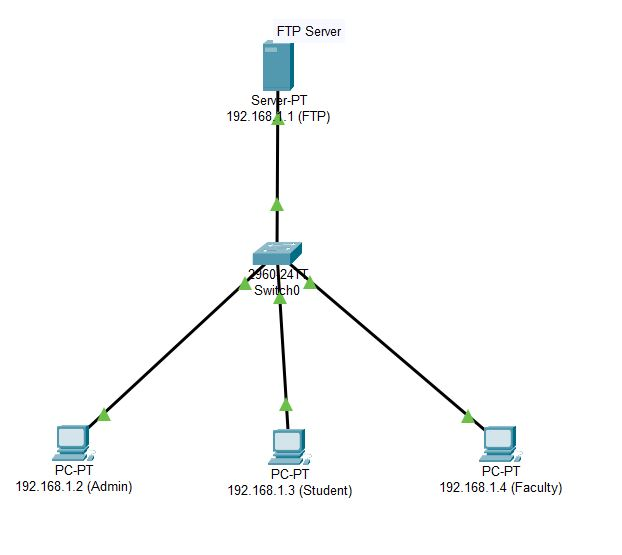 FTP Server
Server-PT
192.168.1.1 (FTP)
2960-24TT
Switch0
PC-PT
192.168.1.2 (Admin)
PC-PT
192.168.1.3 (Student)
PC-PT
192.168.1.4 (Faculty)